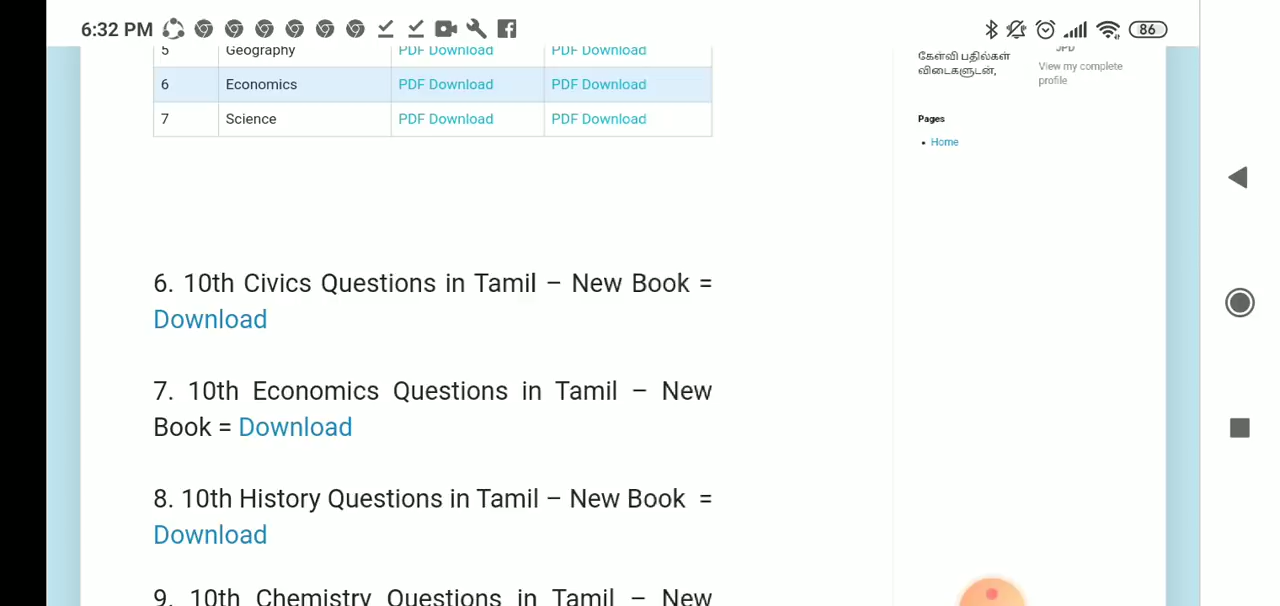 6:32 PM
86
5 Geography PDF Download PDF Download
6 Economics PDF Download PDF Download
7 Science PDF Download PDF Download
6. 10th Civics Questions in Tamil – New Book =
Download
7. 10th Economics Questions in Tamil – New
Book = Download
8. 10th History Questions in Tamil – New Book =
Download
9. 10th Chemistry Questions in Tamil – New
கேள்வி பதில்கள்
விடைகளுடன்,
JPD
View my complete
profile
Pages
Home